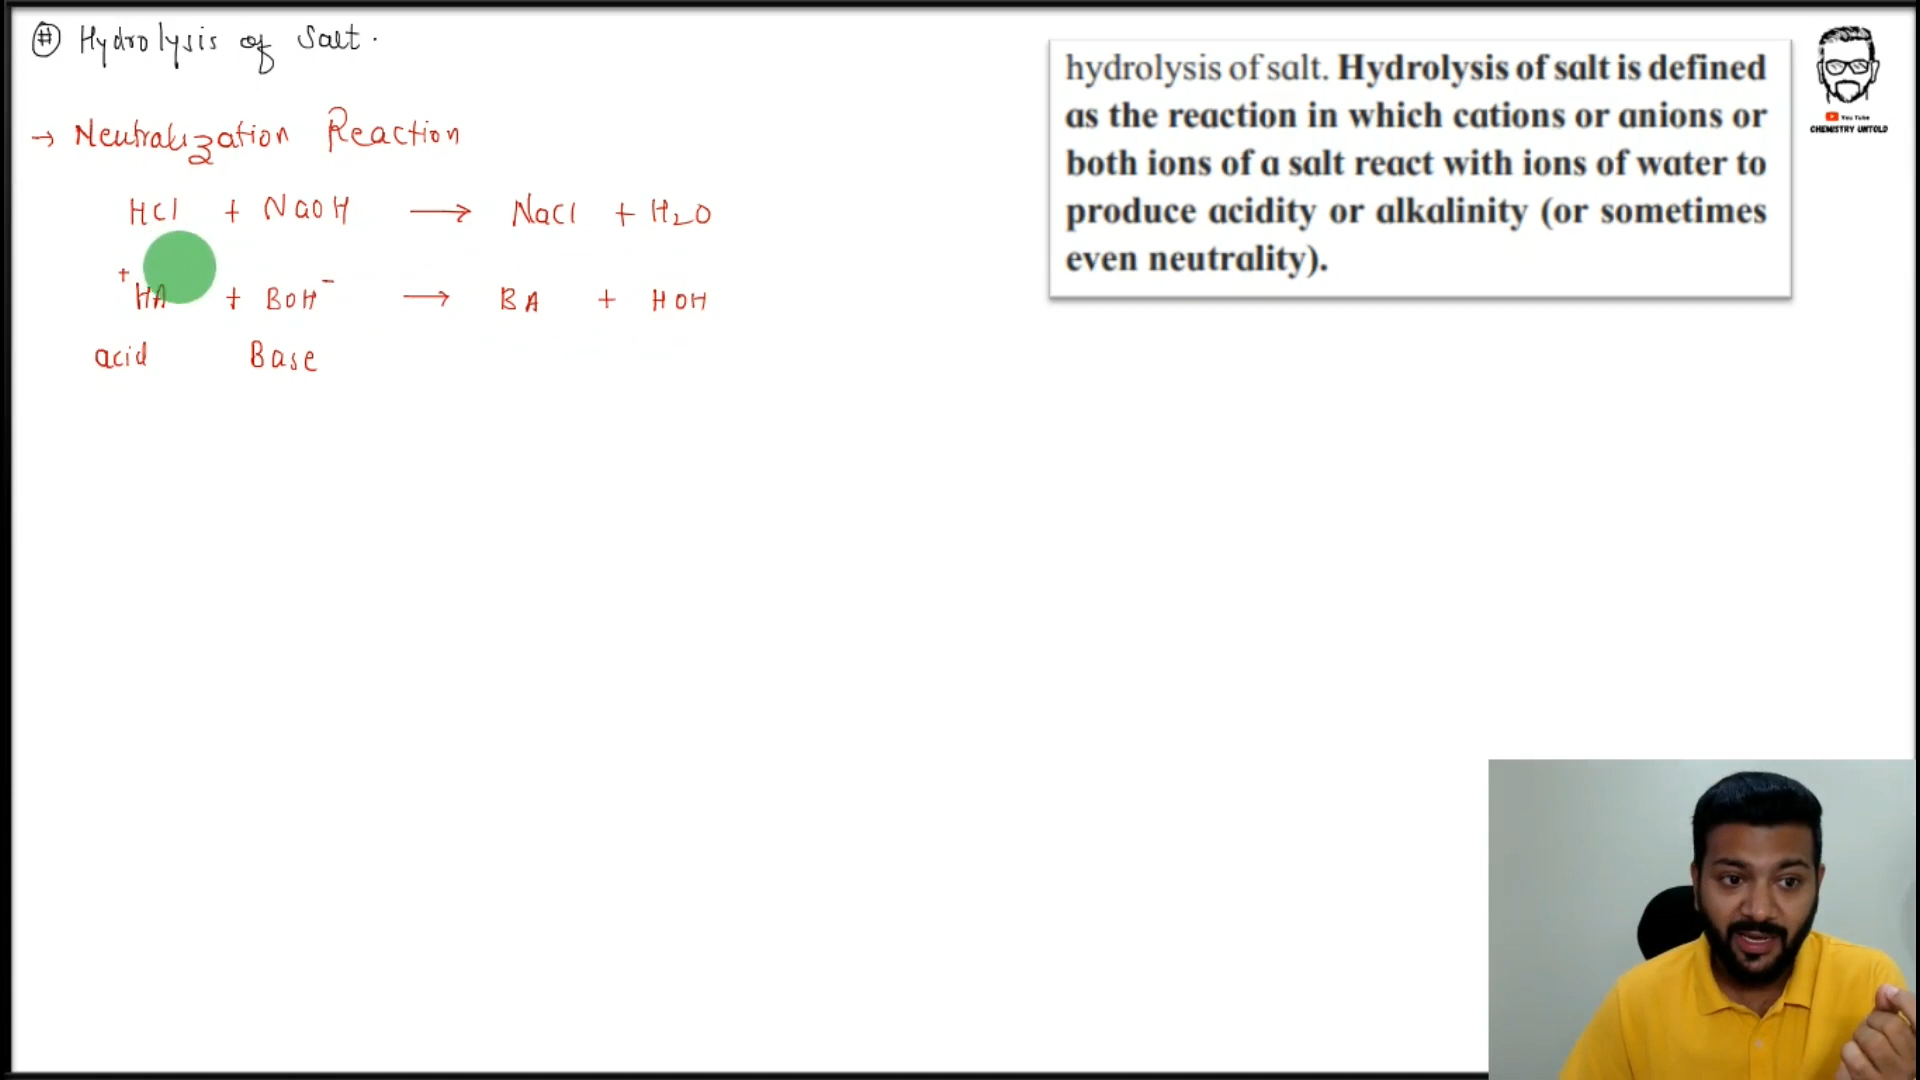 # Hydrolysis of Salt.
→ Neutralization Reaction
HCl + NaOH → NaCl + H2O
+HA + BOH- → BA + HOH
acid Base
hydrolysis of salt. Hydrolysis of salt is defined
as the reaction in which cations or anions or
both ions of a salt react with ions of water to
produce acidity or alkalinity (or sometimes
even neutrality).
You Tube
CHEMISTRY UNTOLD